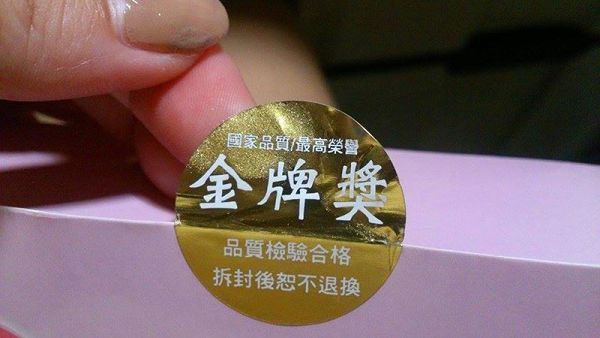 國家品質/最高榮譽
金牌獎
品質檢驗合格
拆封後恕不退換